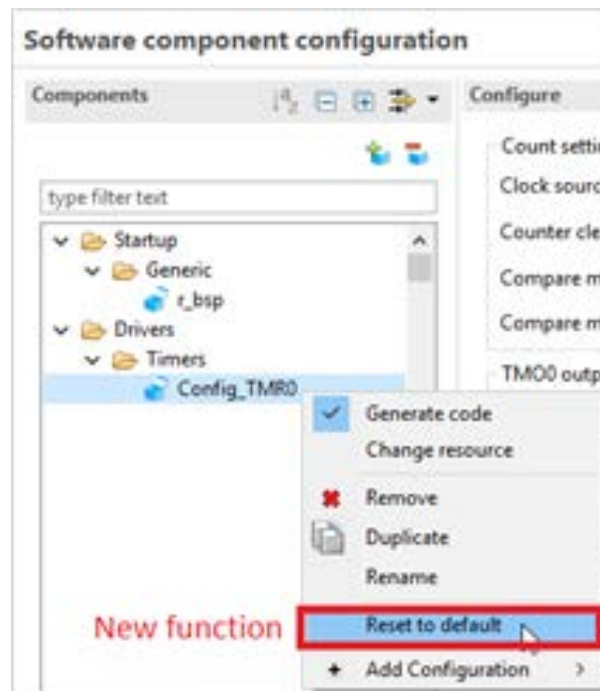 Software component configuration
Components
Configure
type filter text
Count setti
Clock sourc
Counter cle
Compare m
Compare m
TMO0 outp
Startup
Generic
r_bsp
Drivers
Timers
Config_TMR0
Generate code
Change resource
Remove
Duplicate
Rename
New function
Reset to default
Add Configuration